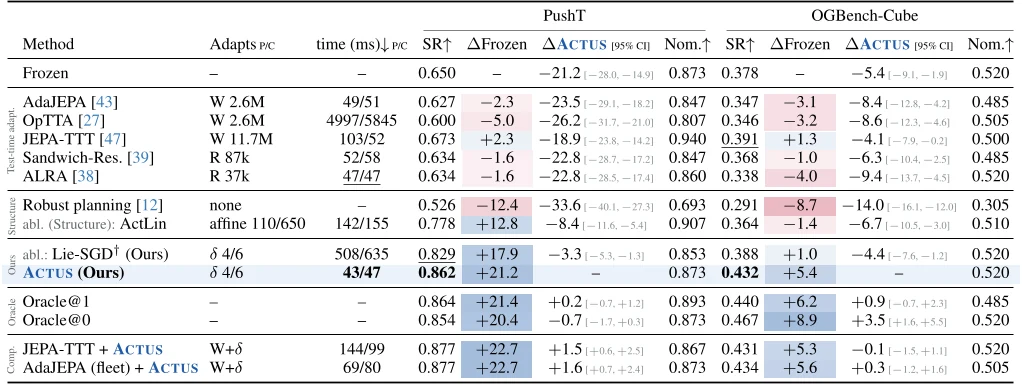 PushT OGBench-Cube
Method Adapts P/C time (ms)↓ P/C SR↑ ΔFrozen ΔACTUS [95% CI] Nom.↑ SR↑ ΔFrozen ΔACTUS [95% CI] Nom.↑
Frozen – – 0.650 – −21.2 [−28.0, −14.9] 0.873 0.378 – −5.4 [−9.1, −1.9] 0.520
Test-time adapt.
AdaJEPA [43] W 2.6M 49/51 0.627 −2.3 −23.5 [−29.1, −18.2] 0.847 0.347 −3.1 −8.4 [−12.8, −4.2] 0.485
OpTTA [27] W 2.6M 4997/5845 0.600 −5.0 −26.2 [−31.7, −21.0] 0.807 0.346 −3.2 −8.6 [−12.3, −4.6] 0.505
JEPA-TTT [47] W 11.7M 103/52 0.673 +2.3 −18.9 [−23.8, −14.2] 0.940 0.391 +1.3 −4.1 [−7.9, −0.2] 0.500
Sandwich-Res. [39] R 87k 52/58 0.634 −1.6 −22.8 [−28.7, −17.2] 0.847 0.368 −1.0 −6.3 [−10.4, −2.5] 0.485
ALRA [38] R 37k 47/47 0.634 −1.6 −22.8 [−28.5, −17.4] 0.860 0.338 −4.0 −9.4 [−13.7, −4.5] 0.520
Structure
Robust planning [12] none – 0.526 −12.4 −33.6 [−40.1, −27.3] 0.693 0.291 −8.7 −14.0 [−16.1, −12.0] 0.305
abl. (Structure): ActLin affine 110/650 142/155 0.778 +12.8 −8.4 [−11.6, −5.4] 0.907 0.364 −1.4 −6.7 [−10.5, −3.0] 0.510
Ours
abl.: Lie-SGD† (Ours) δ 4/6 508/635 0.829 +17.9 −3.3 [−5.3, −1.3] 0.853 0.388 +1.0 −4.4 [−7.6, −1.2] 0.520
ACTUS (Ours) δ 4/6 43/47 0.862 +21.2 – 0.873 0.432 +5.4 – 0.520
Oracle
Oracle@1 – – 0.864 +21.4 +0.2 [−0.7, +1.2] 0.893 0.440 +6.2 +0.9 [−0.7, +2.3] 0.485
Oracle@0 – – 0.854 +20.4 −0.7 [−1.7, +0.3] 0.873 0.467 +8.9 +3.5 [+1.6, +5.5] 0.520
Comp.
JEPA-TTT + ACTUS W+δ 144/99 0.877 +22.7 +1.5 [+0.6, +2.5] 0.867 0.431 +5.3 −0.1 [−1.5, +1.1] 0.520
AdaJEPA (fleet) + ACTUS W+δ 69/80 0.877 +22.7 +1.6 [+0.7, +2.4] 0.873 0.434 +5.6 +0.3 [−1.2, +1.6] 0.505